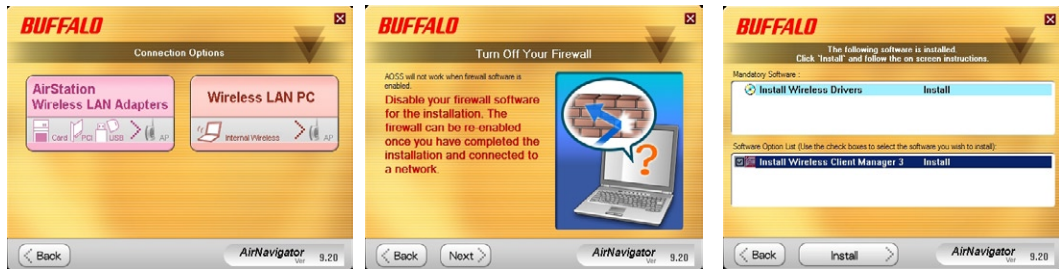 BUFFALO
Connection Options
AirStation
Wireless LAN Adapters
Card PCI USB AP
Wireless LAN PC
Internal Wireless AP
Back
AirNavigator
Ver 9.20
BUFFALO
Turn Off Your Firewall
AOSS will not work when firewall software is
enabled.
Disable your firewall software
for the installation. The
firewall can be re-enabled
once you have completed the
installation and connected to
a network.
?
Back Next
AirNavigator
Ver 9.20
BUFFALO
The following software is installed.
Click 'Install' and follow the on screen instructions.
Mandatory Software :
Install Wireless Drivers Install
Software Option List (Use the check boxes to select the software you wish to install):
Install Wireless Client Manager 3 Install
Back Install
AirNavigator
Ver 9.20